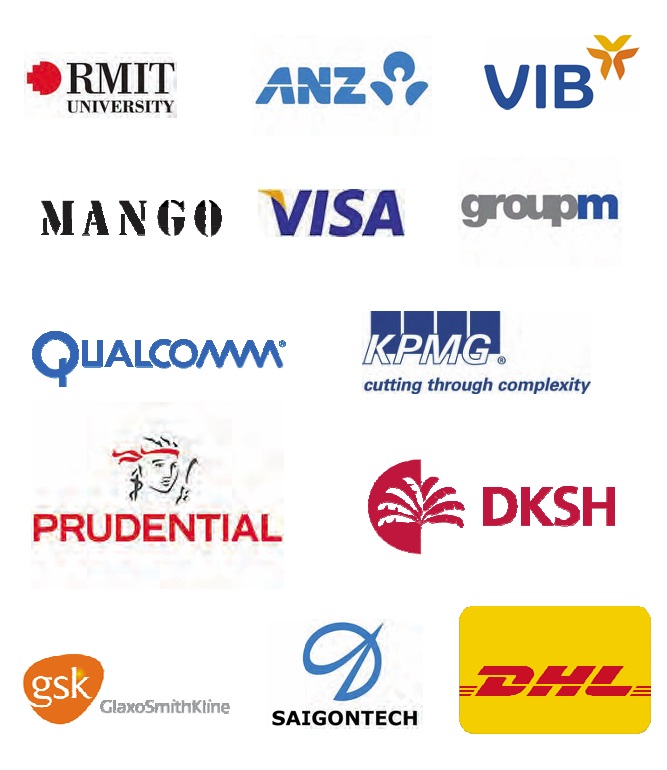 RMIT
UNIVERSITY
ANZ
VIB
MANGO
VISA
groupm
QUALCOMM®
KPMG®
cutting through complexity
PRUDENTIAL
DKSH
gsk
GlaxoSmithKline
SAIGONTECH
DHL